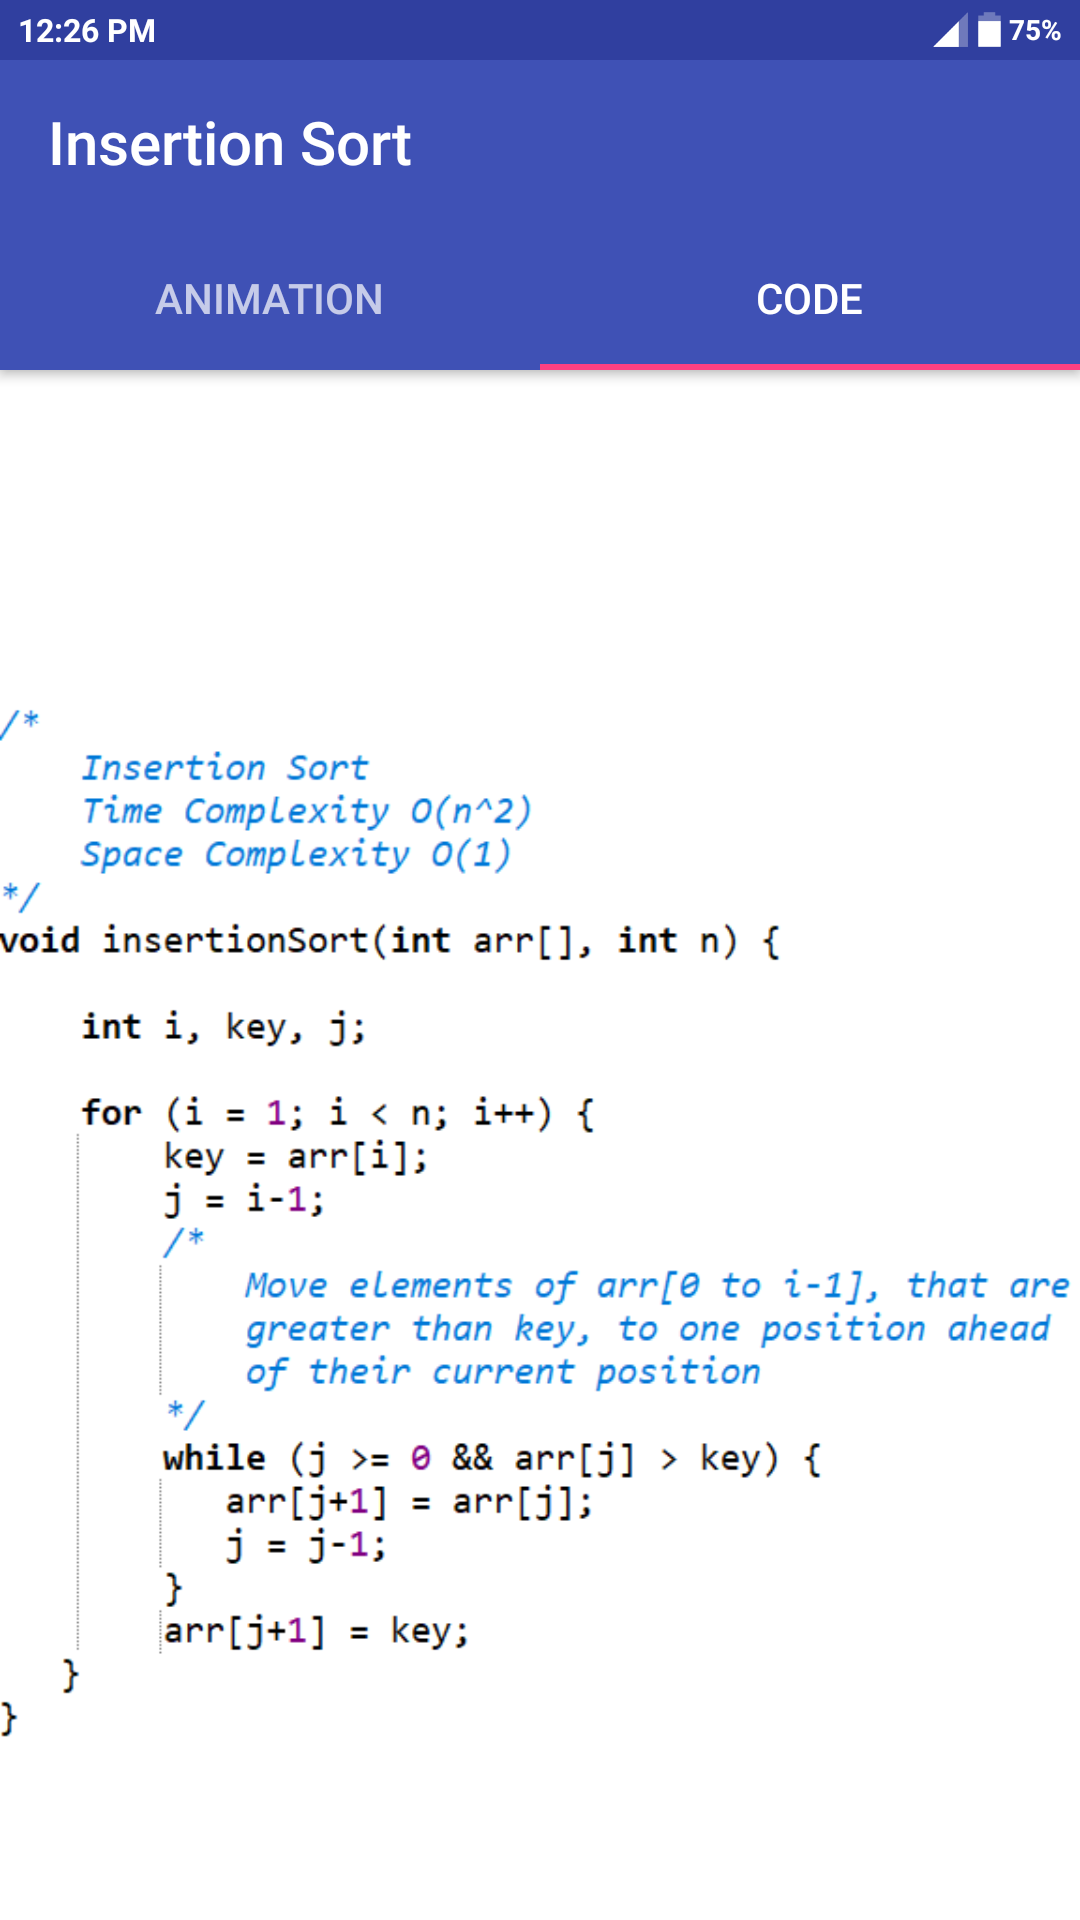 12:26 PM 75%
Insertion Sort
ANIMATION CODE
/*
    Insertion Sort
    Time Complexity O(n^2)
    Space Complexity O(1)
*/
void insertionSort(int arr[], int n) {
    int i, key, j;
    for (i = 1; i < n; i++) {
        key = arr[i];
        j = i-1;
        /*
            Move elements of arr[0 to i-1], that are
            greater than key, to one position ahead
            of their current position
        */
        while (j >= 0 && arr[j] > key) {
           arr[j+1] = arr[j];
           j = j-1;
        }
        arr[j+1] = key;
   }
}